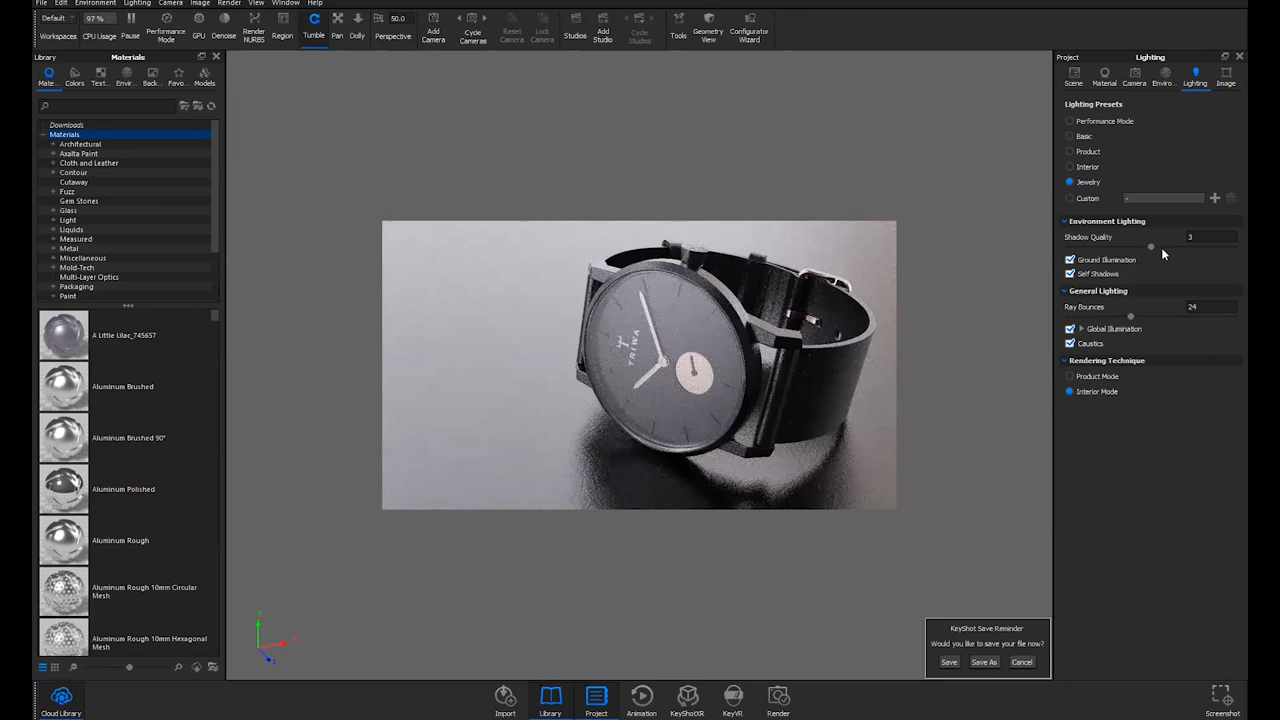 File Edit Environment Lighting Camera Image Render View Window Help
Default 97 % 50.0
Workspaces CPU Usage Pause Performance Mode GPU Denoise Render NURBS Region Tumble Pan Dolly Perspective Add Camera Cycle Cameras Reset Camera Lock Camera Studios Add Studio Cycle Studios Tools Geometry View Configurator Wizard
Library Materials
Mate... Colors Text... Envir... Back... Favo... Models
Downloads
Materials
Architectural
Axalta Paint
Cloth and Leather
Contour
Cutaway
Fuzz
Gem Stones
Glass
Light
Liquids
Measured
Metal
Miscellaneous
Mold-Tech
Multi-Layer Optics
Packaging
Paint
A Little Lilac_745657
Aluminum Brushed
Aluminum Brushed 90°
Aluminum Polished
Aluminum Rough
Aluminum Rough 10mm Circular
Mesh
Aluminum Rough 10mm Hexagonal
Mesh
TRIWA
y
z
Project Lighting
Scene Material Camera Enviro... Lighting Image
Lighting Presets
Performance Mode
Basic
Product
Interior
Jewelry
Custom -
Environment Lighting
Shadow Quality 3
Ground Illumination
Self Shadows
General Lighting
Ray Bounces 24
Global Illumination
Caustics
Rendering Technique
Product Mode
Interior Mode
KeyShot Save Reminder
Would you like to save your file now?
Save Save As Cancel
Cloud Library Import Library Project Animation KeyShotXR KeyVR Render Screenshot